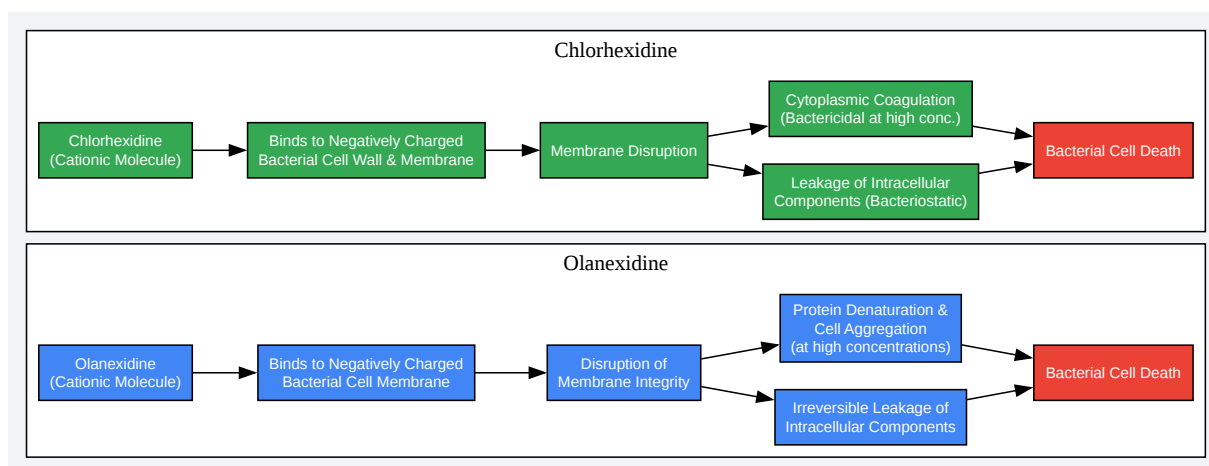 Chlorhexidine
Chlorhexidine
(Cationic Molecule)
Binds to Negatively Charged
Bacterial Cell Wall & Membrane
Membrane Disruption
Cytoplasmic Coagulation
(Bactericidal at high conc.)
Leakage of Intracellular
Components (Bacteriostatic)
Bacterial Cell Death
Olanexidine
Olanexidine
(Cationic Molecule)
Binds to Negatively Charged
Bacterial Cell Membrane
Disruption of
Membrane Integrity
Protein Denaturation &
Cell Aggregation
(at high concentrations)
Irreversible Leakage of
Intracellular Components
Bacterial Cell Death